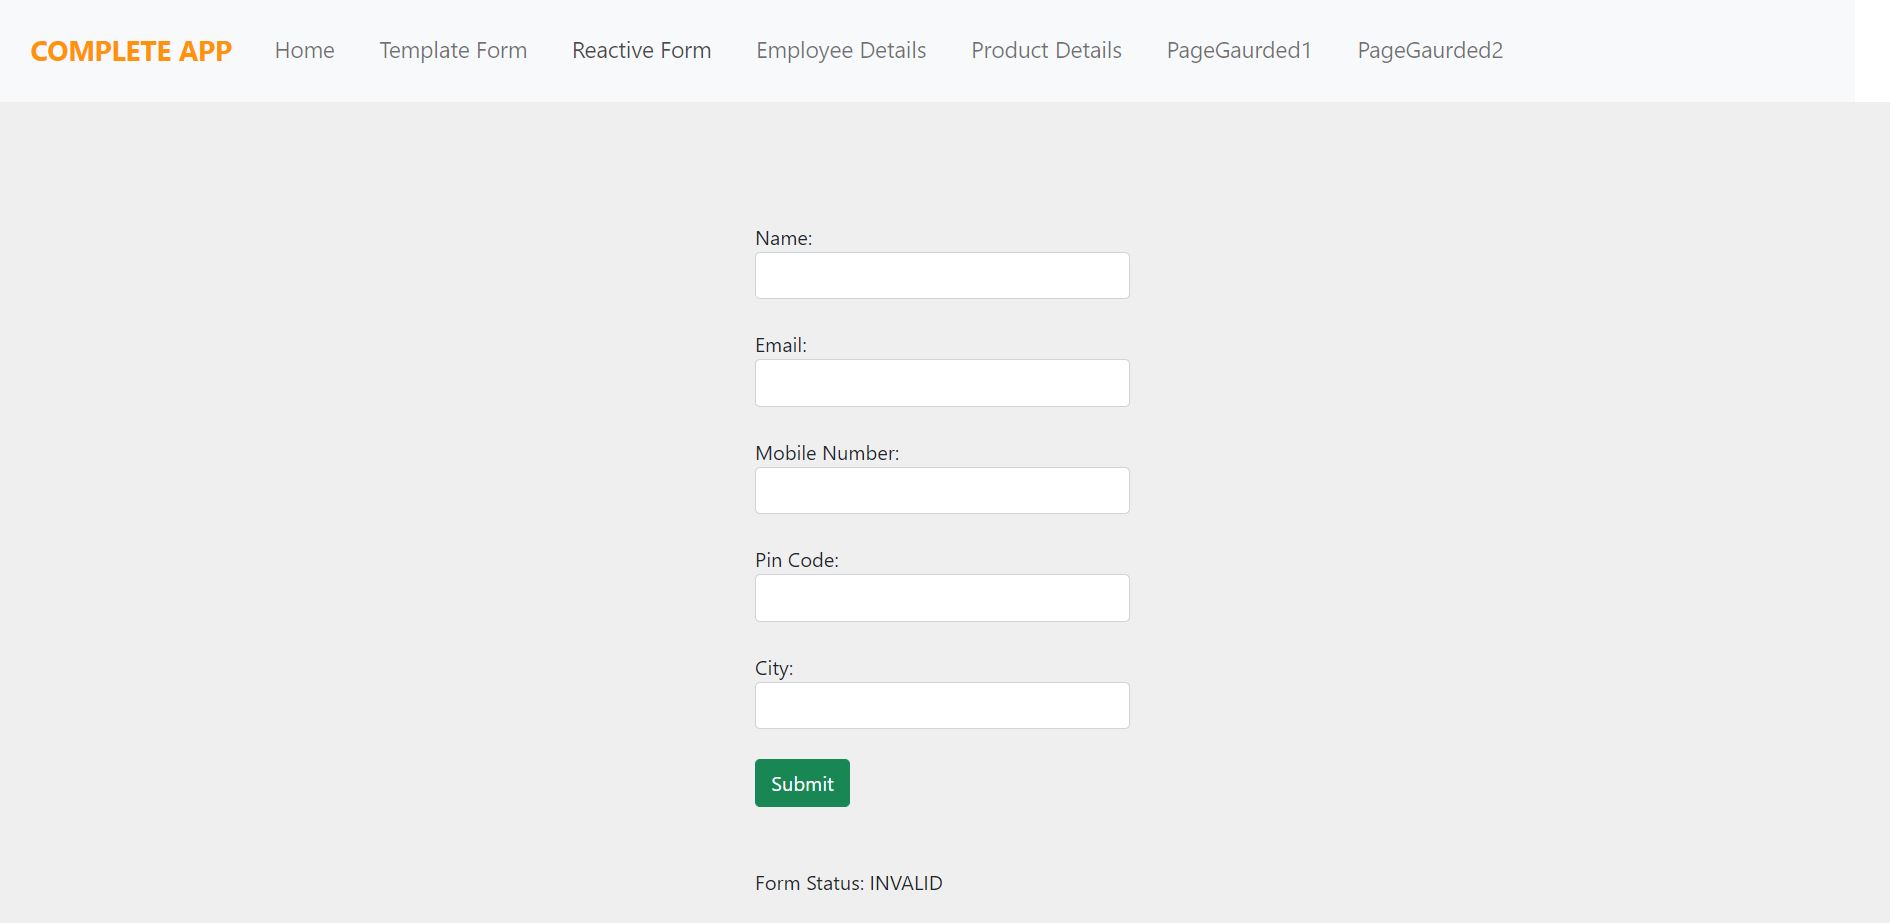 COMPLETE APP Home Template Form Reactive Form Employee Details Product Details PageGaurded1 PageGaurded2
Name:
Email:
Mobile Number:
Pin Code:
City:
Submit
Form Status: INVALID